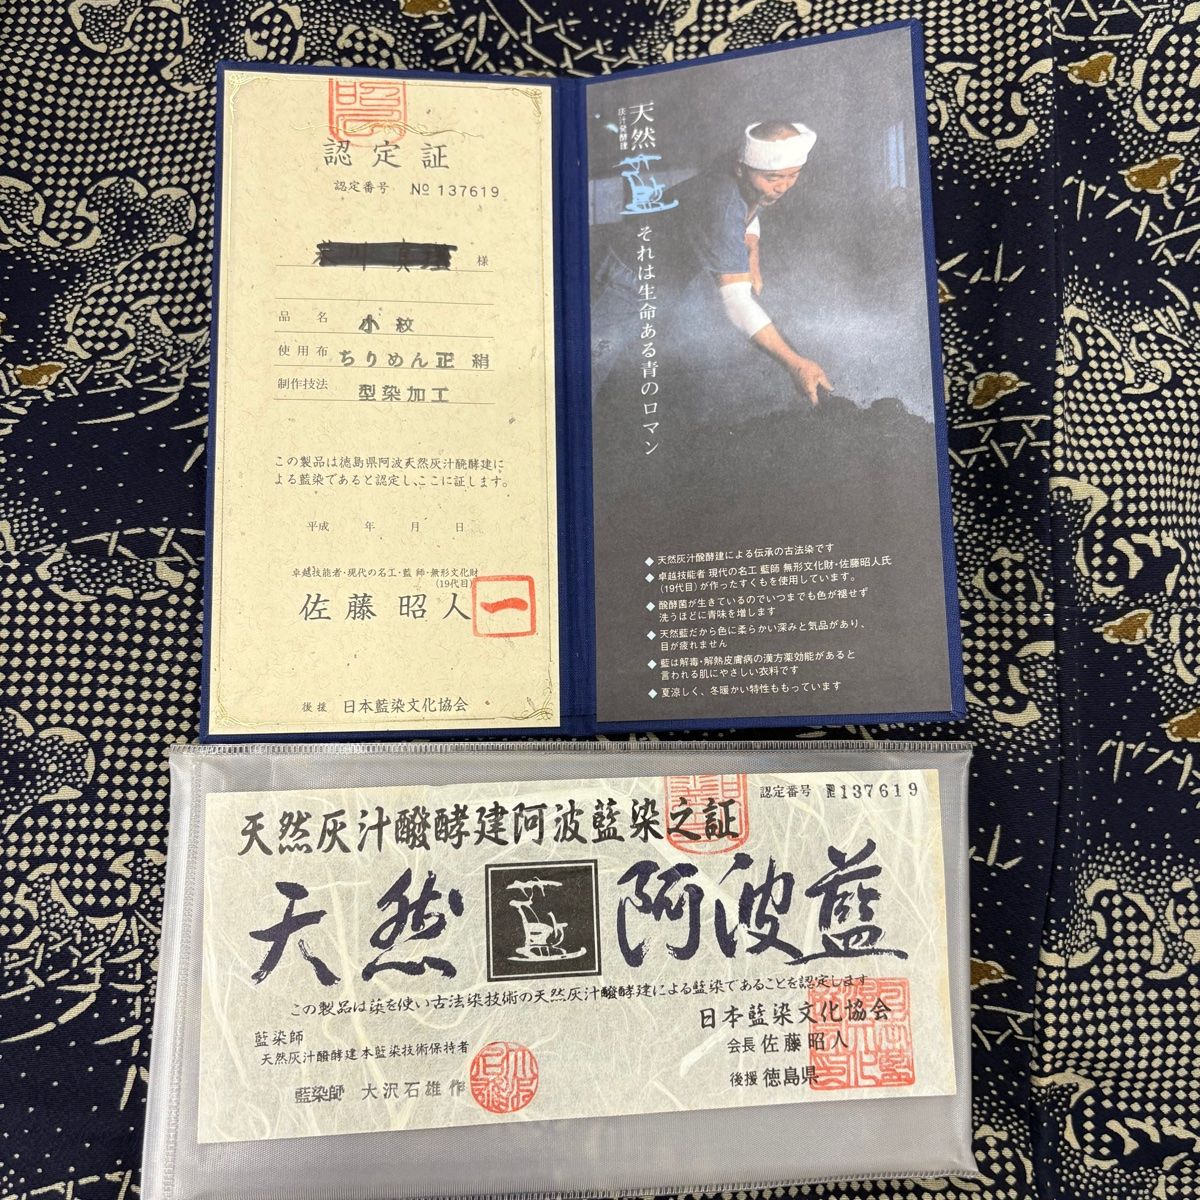 認定証
認定番号 № 137619
様
品名 小紋
使用布 ちりめん正絹
制作技法 型染加工
この製品は徳島県阿波天然灰汁醗酵建に
よる藍染であると認定し、ここに証します。
平成 年 月 日
卓越技能者・現代の名工・藍師・無形文化財
(19代目)
佐藤昭人
一
後援 日本藍染文化協会
天然
灰汁発酵建
藍
それは生命ある青のロマン
◆ 天然灰汁醗酵建による伝承の古法染です
◆ 卓越技能者 現代の名工 藍師 無形文化財・佐藤昭人氏
(19代目)が作ったすくもを使用しています。
◆ 醗酵菌が生きているのでいつまでも色が褪せず
洗うほどに青味を増します
◆ 天然藍だから色に柔らかい深みと気品があり、
目が疲れません
◆ 藍は解毒・解熱皮膚病の漢方薬効能があると
言われる肌にやさしい衣料です
◆ 夏涼しく、冬暖かい特性ももっています
認定番号 137619
天然灰汁醗酵建阿波藍染之証
天然 阿波藍
この製品は藍を使い古法染技術の天然灰汁醗酵建による藍染であることを認定します
藍染師
天然灰汁醗酵建本藍染技術保持者
藍染師 大沢石雄作
日本藍染文化協会
会長 佐藤昭人
後援 徳島県